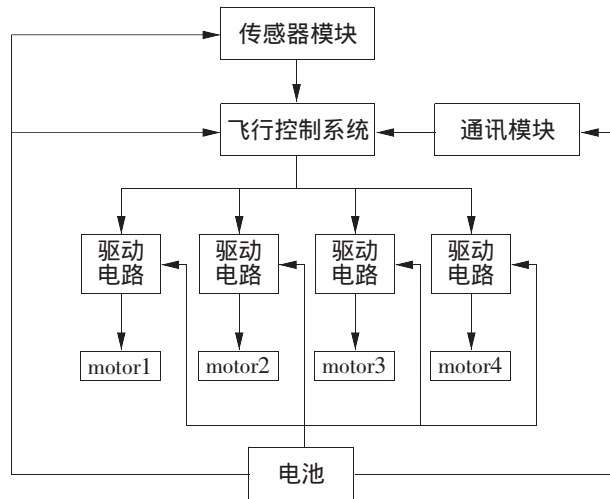 传感器模块
飞行控制系统
通讯模块
驱动
电路
驱动
电路
驱动
电路
驱动
电路
motor1
motor2
motor3
motor4
电池